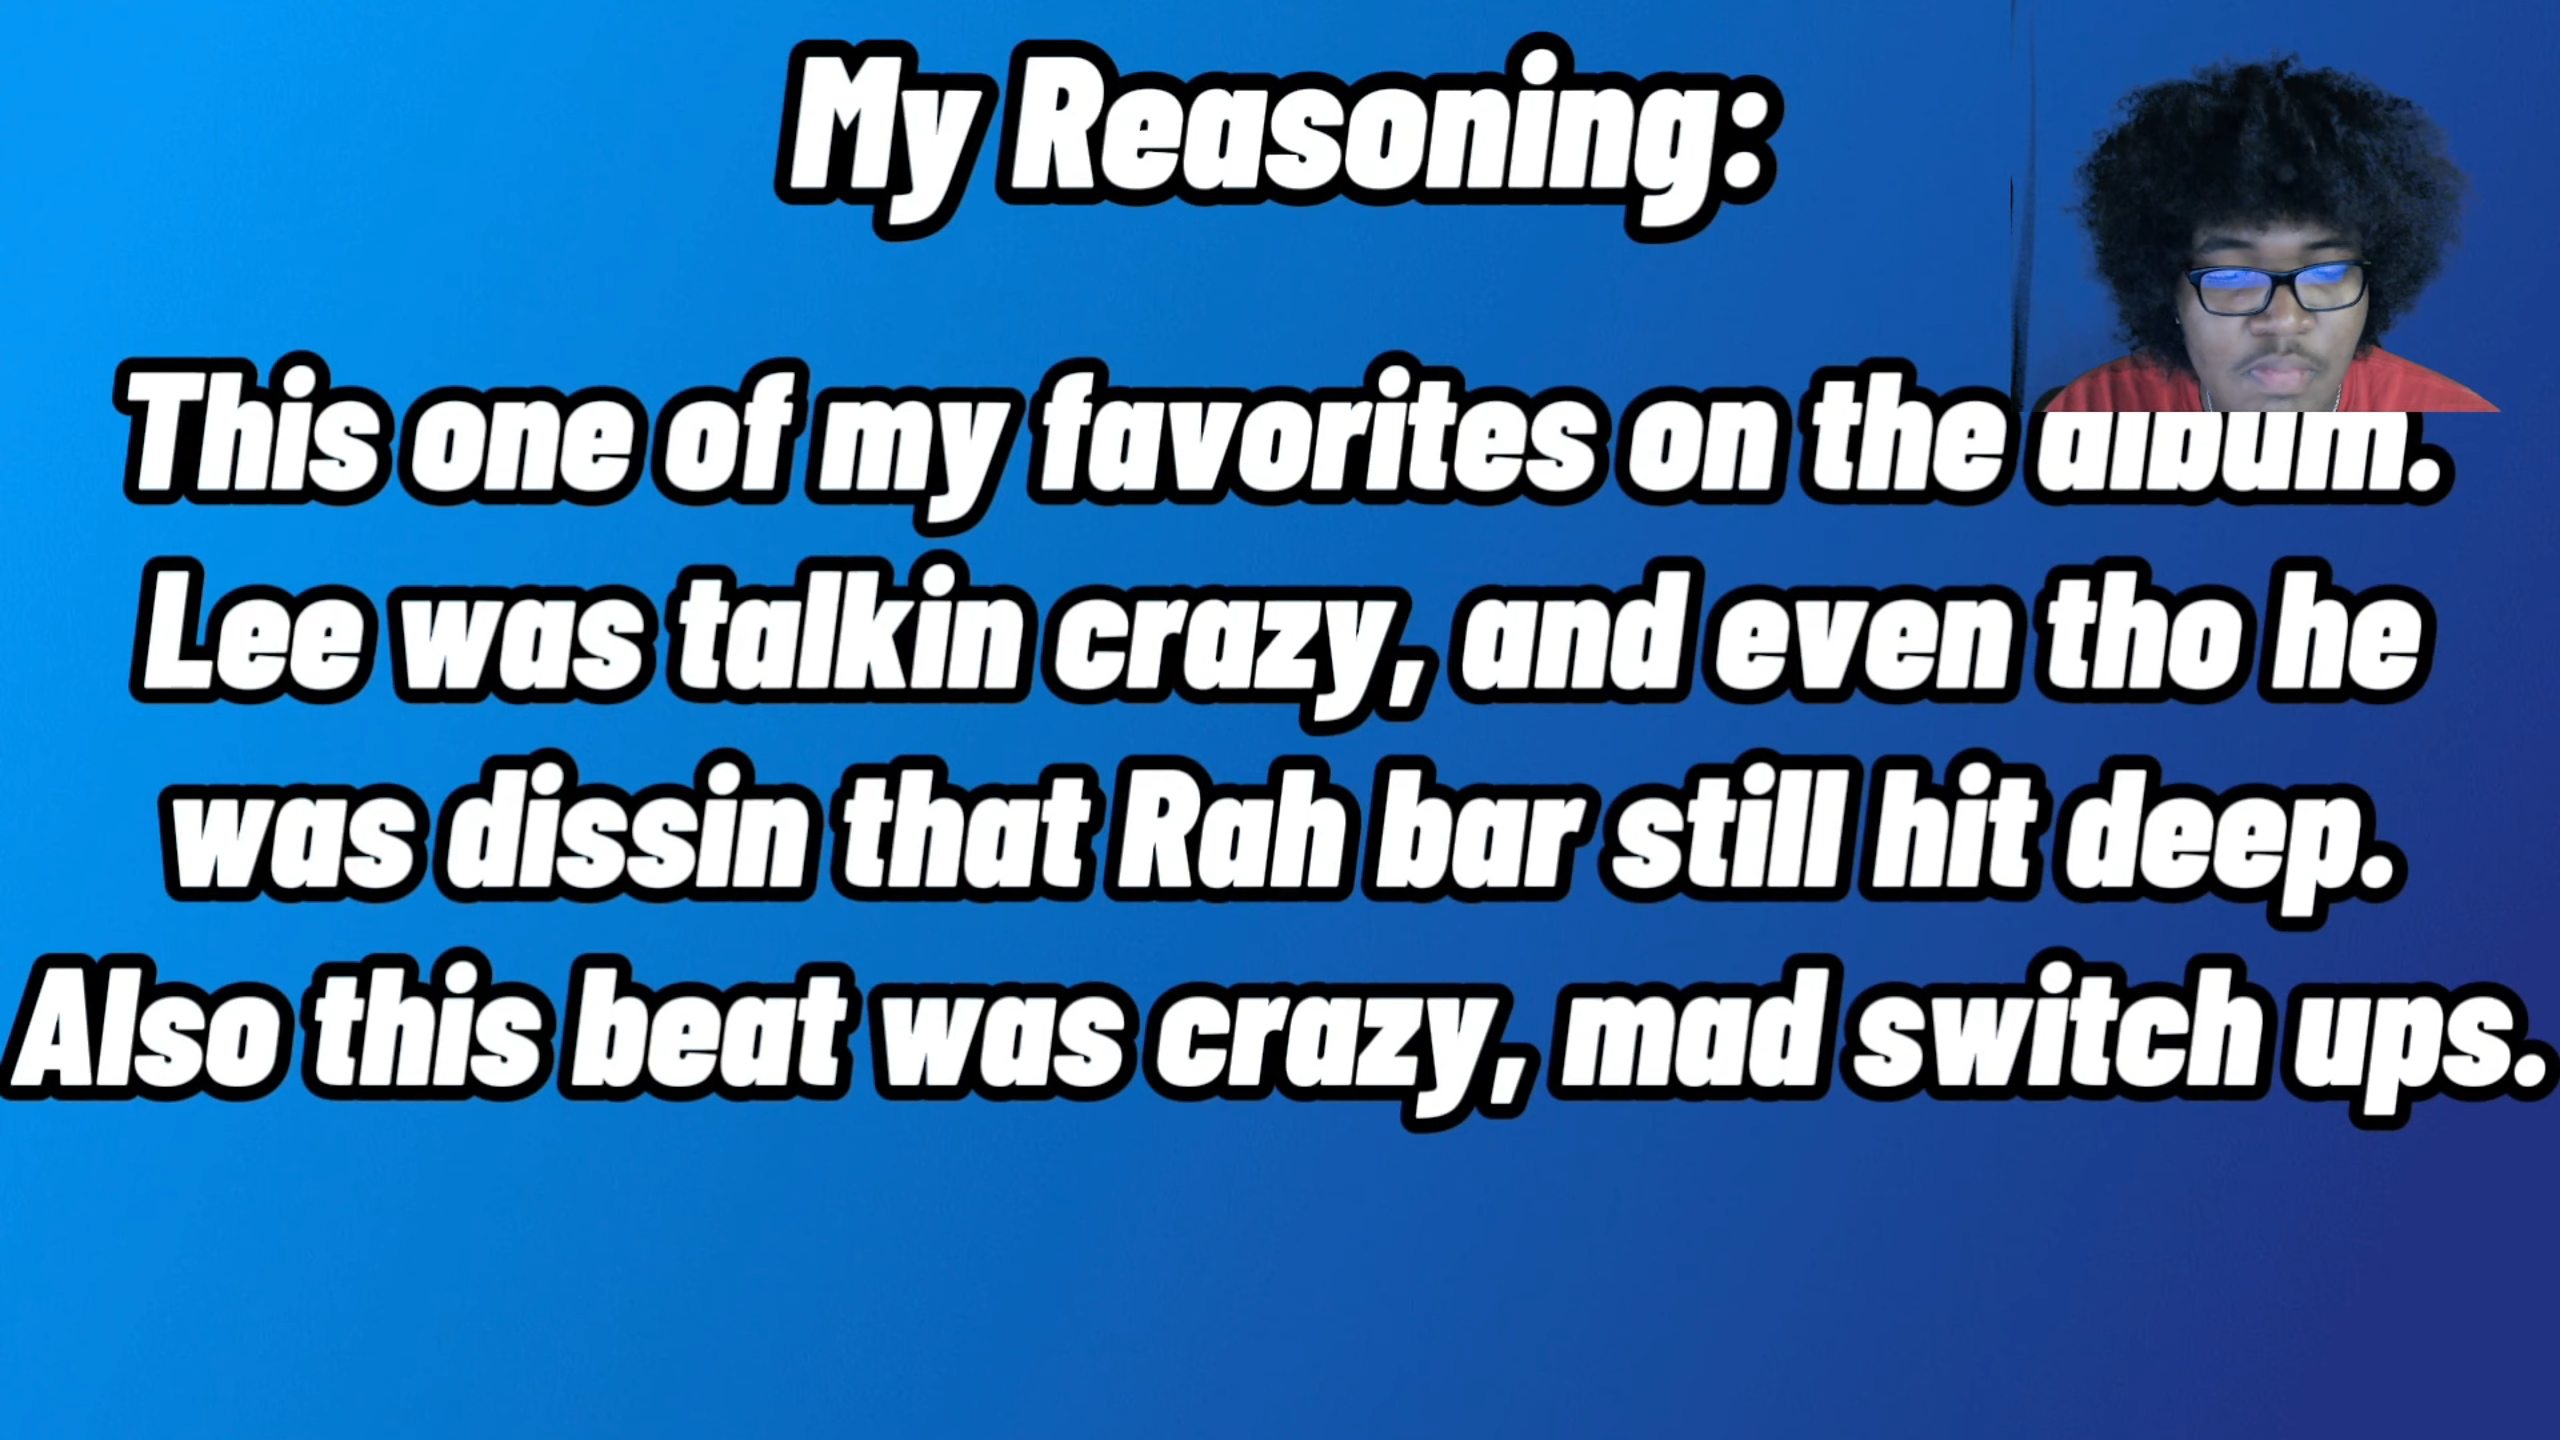 My Reasoning:
This one of my favorites on the album.
Lee was talkin crazy, and even tho he
was dissin that Rah bar still hit deep.
Also this beat was crazy, mad switch ups.